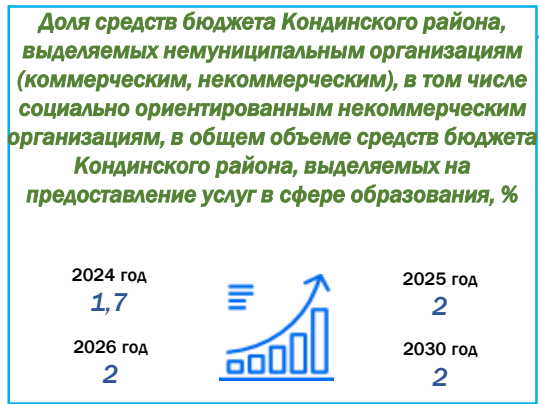 Доля средств бюджета Кондинского района,
выделяемых немуниципальным организациям
(коммерческим, некоммерческим), в том числе
социально ориентированным некоммерческим
организациям, в общем объеме средств бюджета
Кондинского района, выделяемых на
предоставление услуг в сфере образования, %
2024 год
1,7
2025 год
2
2026 год
2
2030 год
2